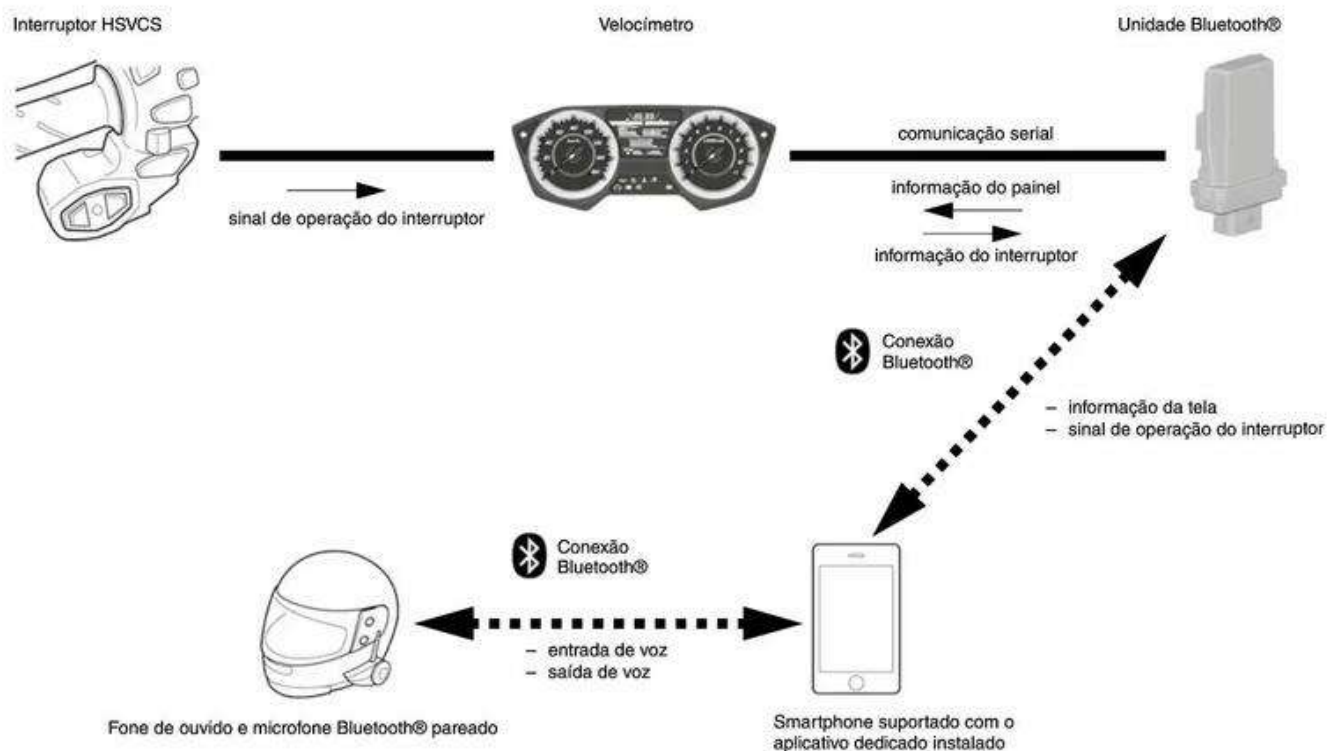 Interruptor HSVCS
Velocímetro
Unidade Bluetooth®
comunicação serial
sinal de operação do interruptor
informação do painel
informação do interruptor
Conexão
Bluetooth®
– informação da tela
– sinal de operação do interruptor
Conexão
Bluetooth®
– entrada de voz
– saída de voz
Fone de ouvido e microfone Bluetooth® pareado
Smartphone suportado com o
aplicativo dedicado instalado